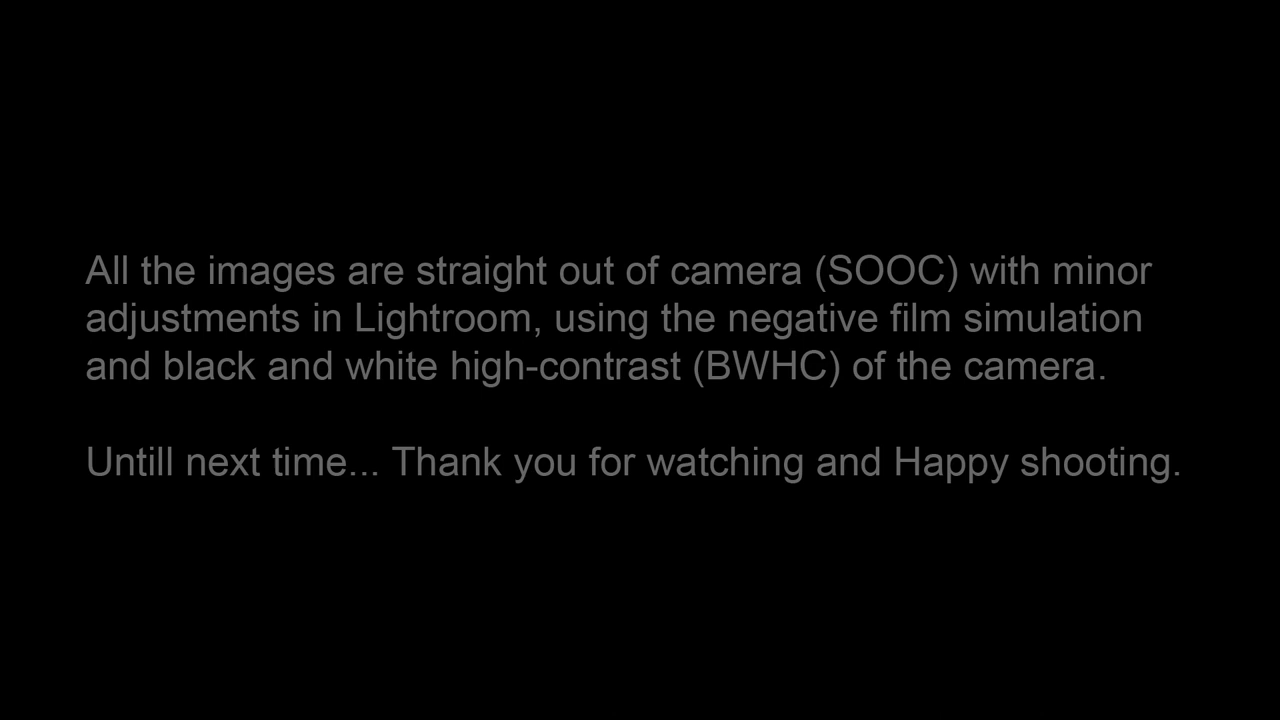 All the images are straight out of camera (SOOC) with minor
adjustments in Lightroom, using the negative film simulation
and black and white high-contrast (BWHC) of the camera.
Untill next time... Thank you for watching and Happy shooting.